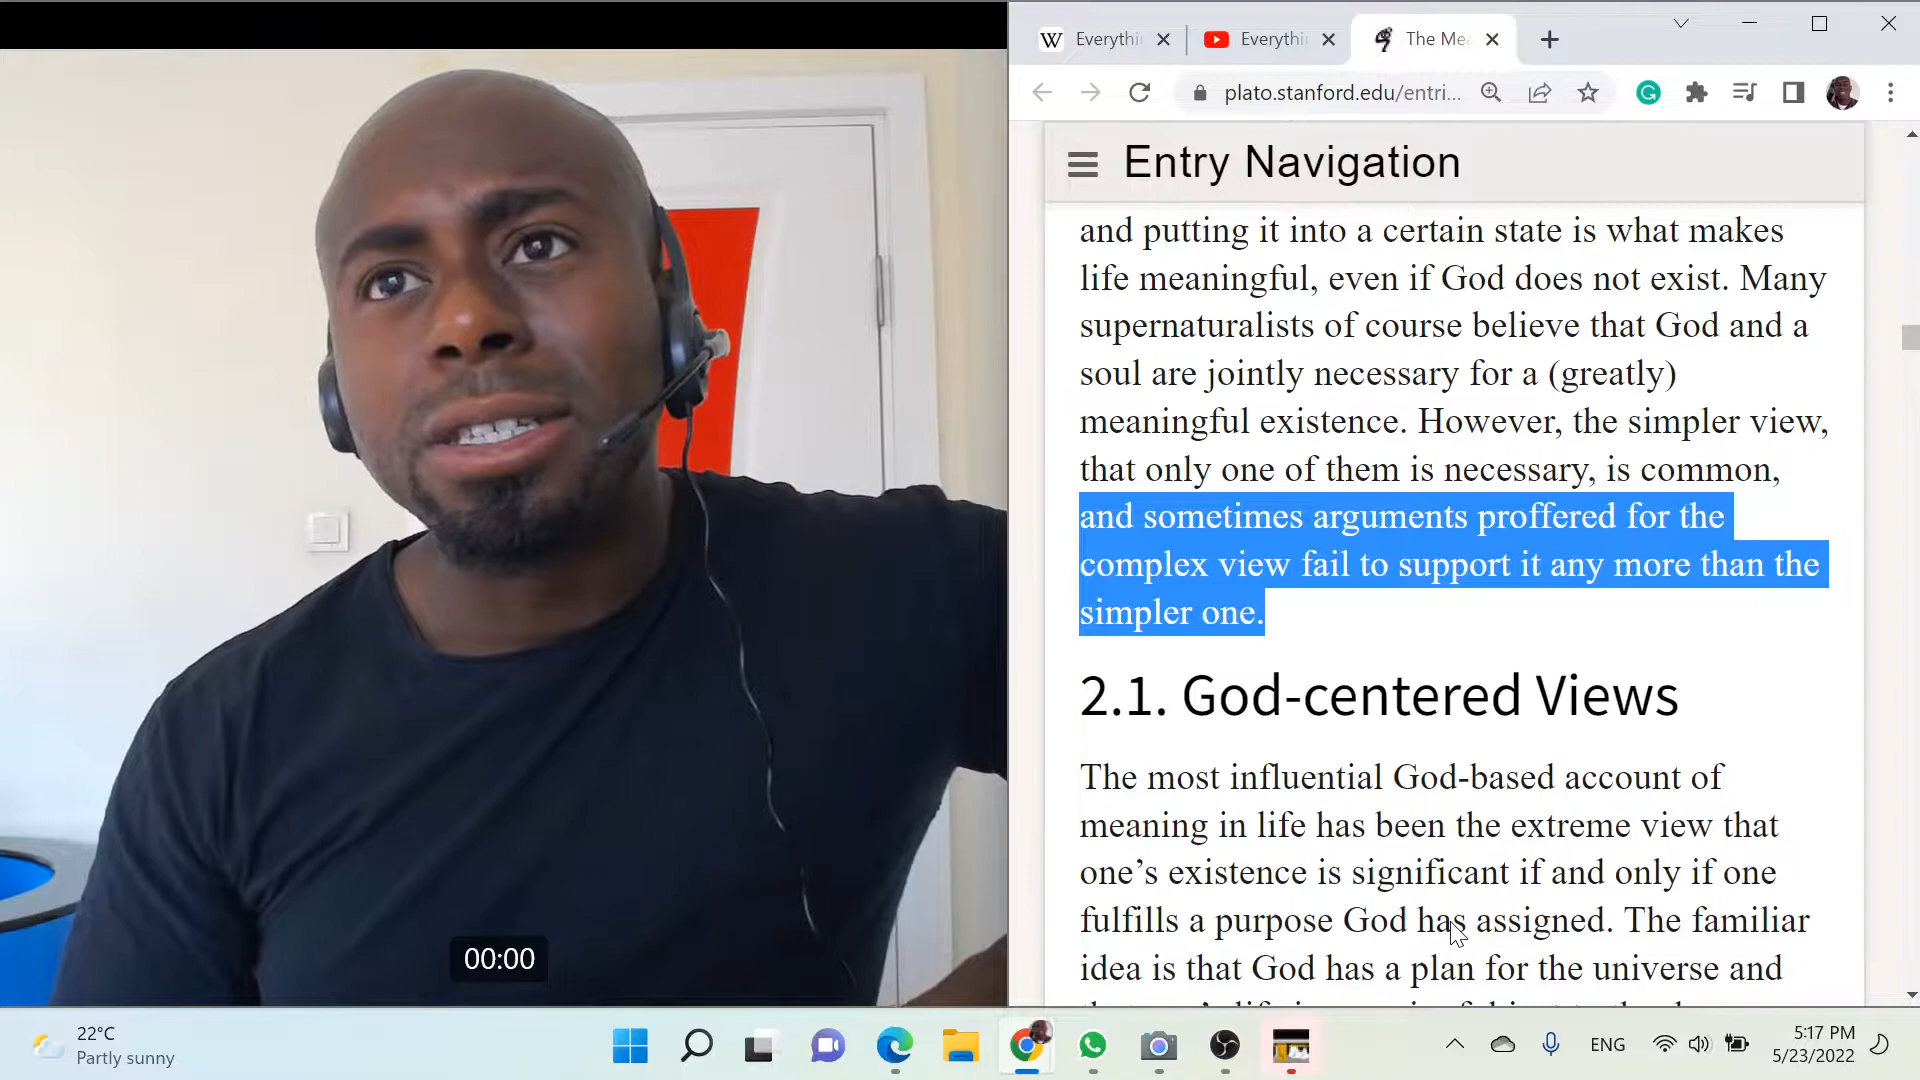 Everythi
Everythi
The Mea
plato.stanford.edu/entri...
Entry Navigation
and putting it into a certain state is what makes
life meaningful, even if God does not exist. Many
supernaturalists of course believe that God and a
soul are jointly necessary for a (greatly)
meaningful existence. However, the simpler view,
that only one of them is necessary, is common,
and sometimes arguments proffered for the
complex view fail to support it any more than the
simpler one.
2.1. God-centered Views
The most influential God-based account of
meaning in life has been the extreme view that
one’s existence is significant if and only if one
fulfills a purpose God has assigned. The familiar
idea is that God has a plan for the universe and
00:00
22°C
Partly sunny
ENG
5:17 PM
5/23/2022